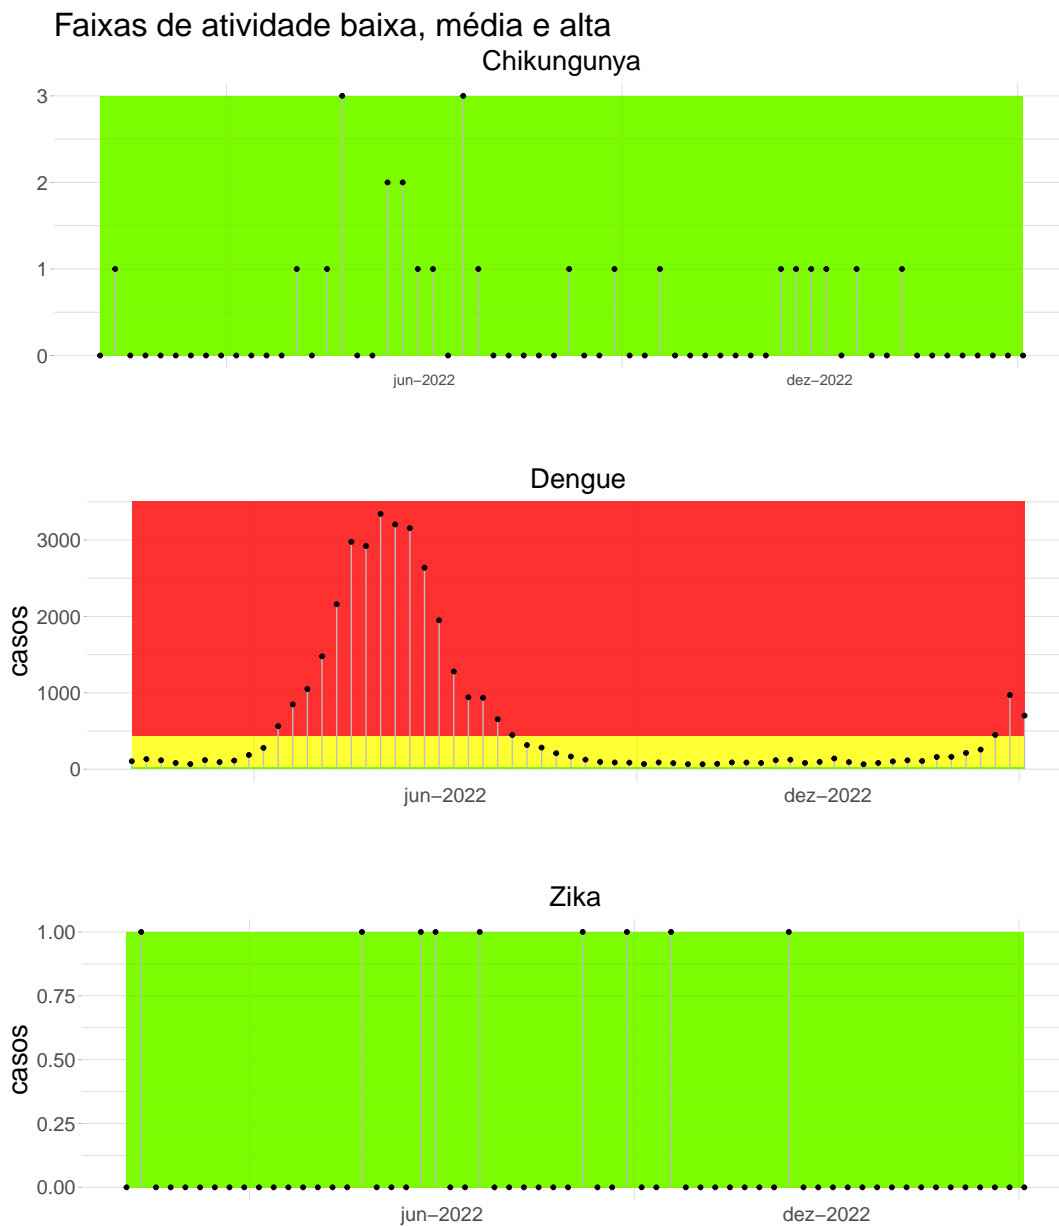 Faixas de atividade baixa, média e alta
Chikungunya
3
2
1
0
jun−2022 dez−2022
Dengue
casos
3000
2000
1000
0
jun−2022 dez−2022
Zika
casos
1.00
0.75
0.50
0.25
0.00
jun−2022 dez−2022